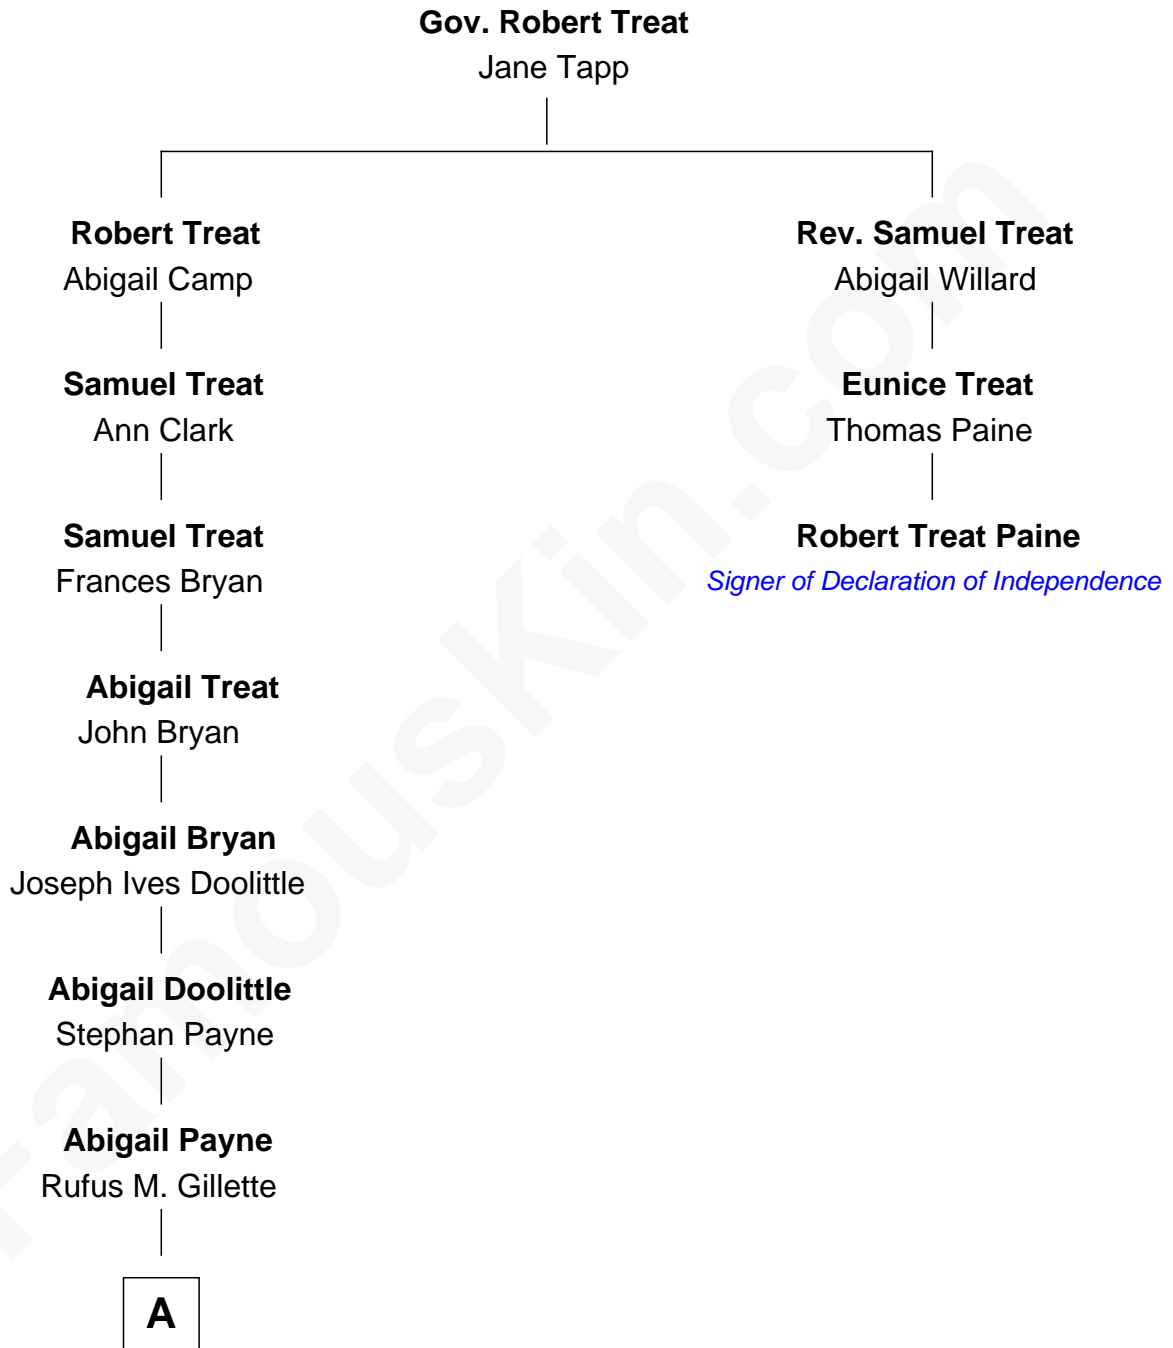 Gov. Robert Treat
Jane Tapp
Robert Treat
Abigail Camp
Samuel Treat
Ann Clark
Samuel Treat
Frances Bryan
Abigail Treat
John Bryan
Abigail Bryan
Joseph Ives Doolittle
Abigail Doolittle
Stephan Payne
Abigail Payne
Rufus M. Gillette
A
Rev. Samuel Treat
Abigail Willard
Eunice Treat
Thomas Paine
Robert Treat Paine
Signer of Declaration of Independence
FamousKin.com